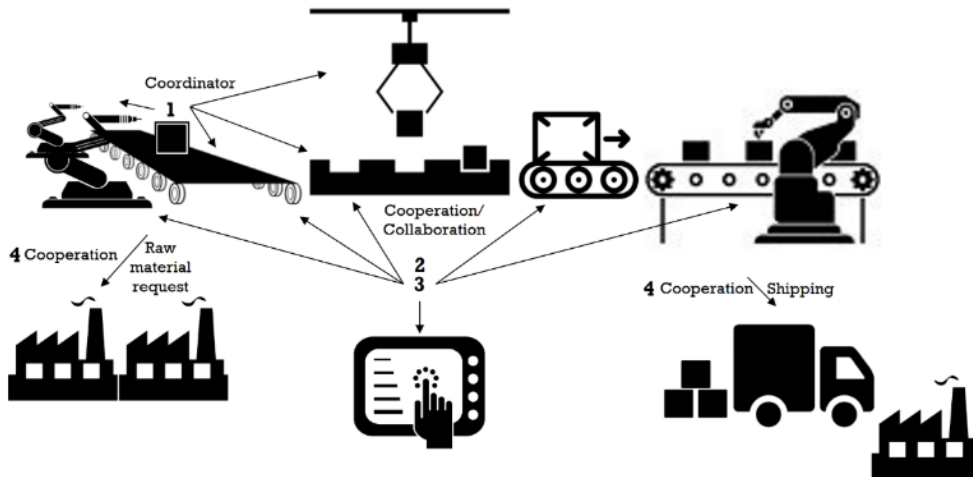 Coordinator
1
Cooperation/
Collaboration
2
3
4 Cooperation
Raw
material
request
4 Cooperation
Shipping